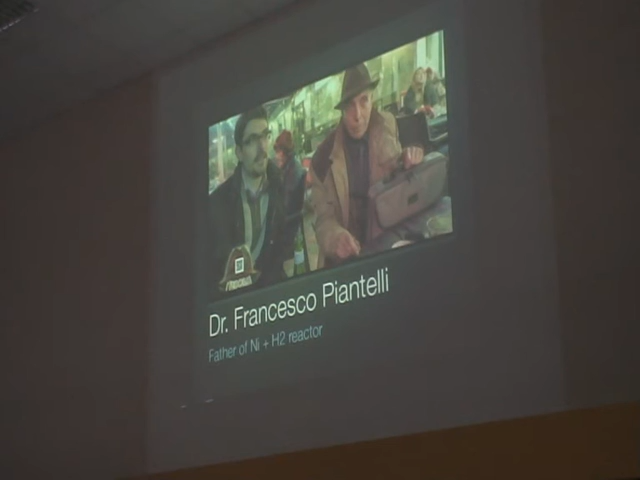 Dr. Francesco Piantelli
Father of Ni + H2 reactor